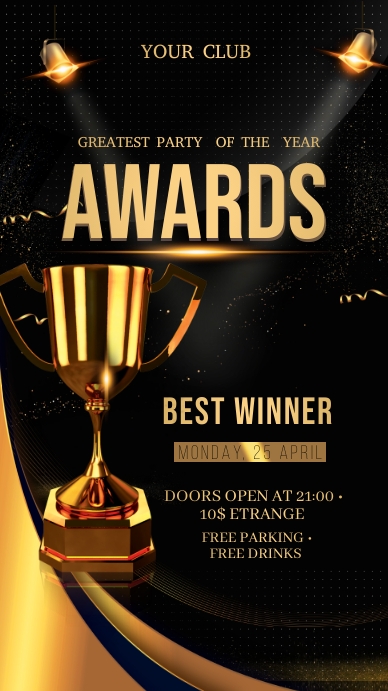 YOUR CLUB
GREATEST PARTY OF THE YEAR
AWARDS
BEST WINNER
MONDAY, 25 APRIL
DOORS OPEN AT 21:00 •
10$ ETRANGE
FREE PARKING •
FREE DRINKS